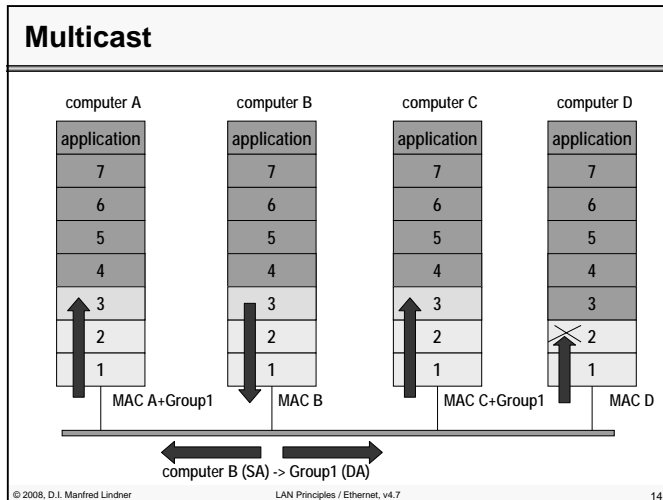 Multicast
computer A computer B computer C computer D
application application application application
7 7 7 7
6 6 6 6
5 5 5 5
4 4 4 4
3 3 3 3
2 2 2 2
1 1 1 1
MAC A+Group1 MAC B MAC C+Group1 MAC D
computer B (SA) -> Group1 (DA)
© 2008, D.I. Manfred Lindner LAN Principles / Ethernet, v4.7 14